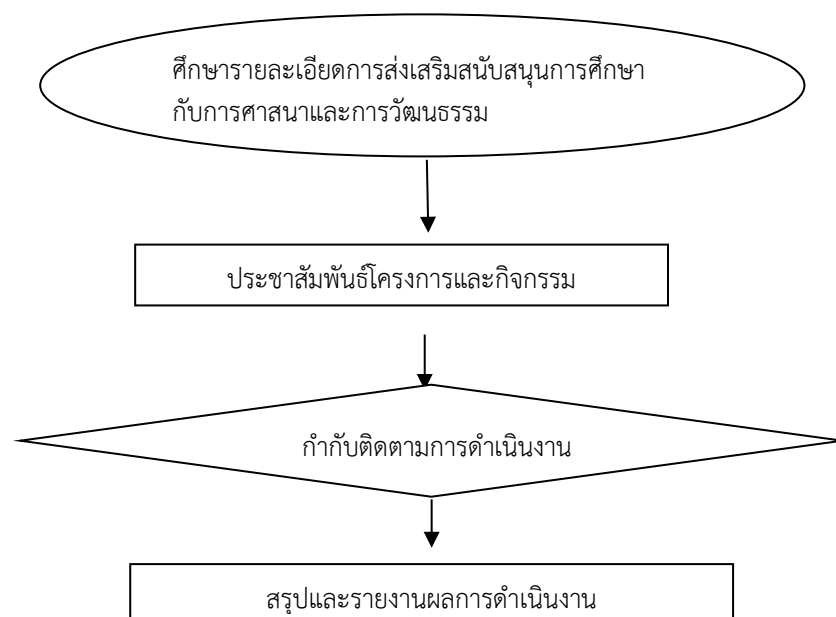 ศึกษารายละเอียดการส่งเสริมสนับสนุนการศึกษา
กับการศาสนาและการวัฒนธรรม
ประชาสัมพันธ์โครงการและกิจกรรม
กำกับติดตามการดำเนินงาน
สรุปและรายงานผลการดำเนินงาน